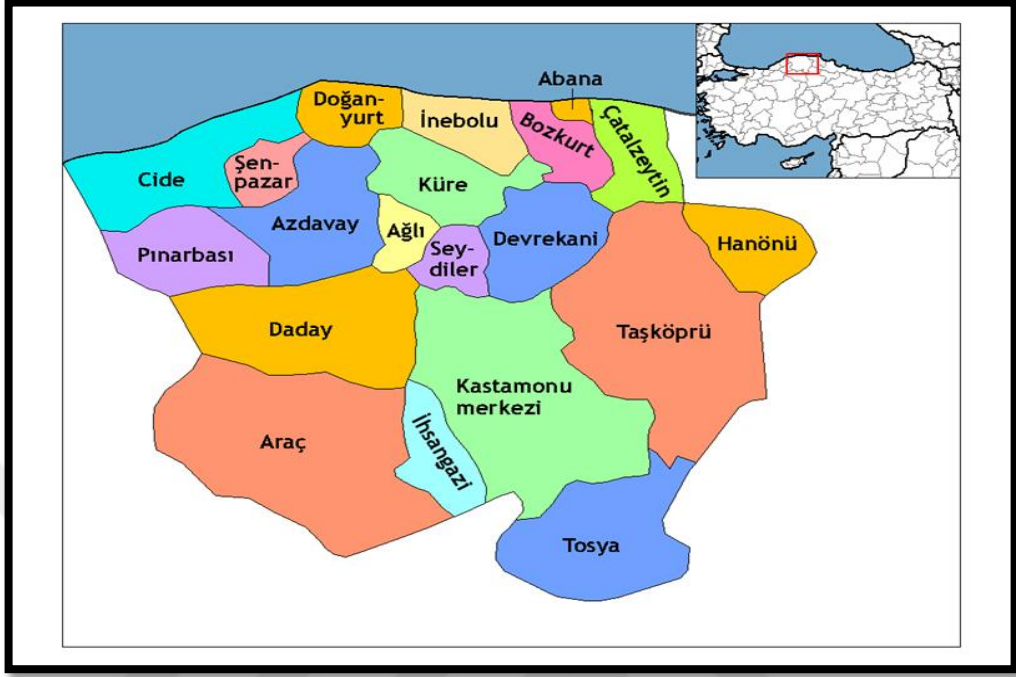 Abana
Doğan-
yurt
İnebolu
Bozkurt
Çatalzeytin
Şen-
pazar
Cide
Küre
Azdavay
Ağlı
Devrekani
Hanönü
Pınarbası
Sey-
diler
Daday
Taşköprü
Kastamonu
merkezi
Araç
İhsangazi
Tosya